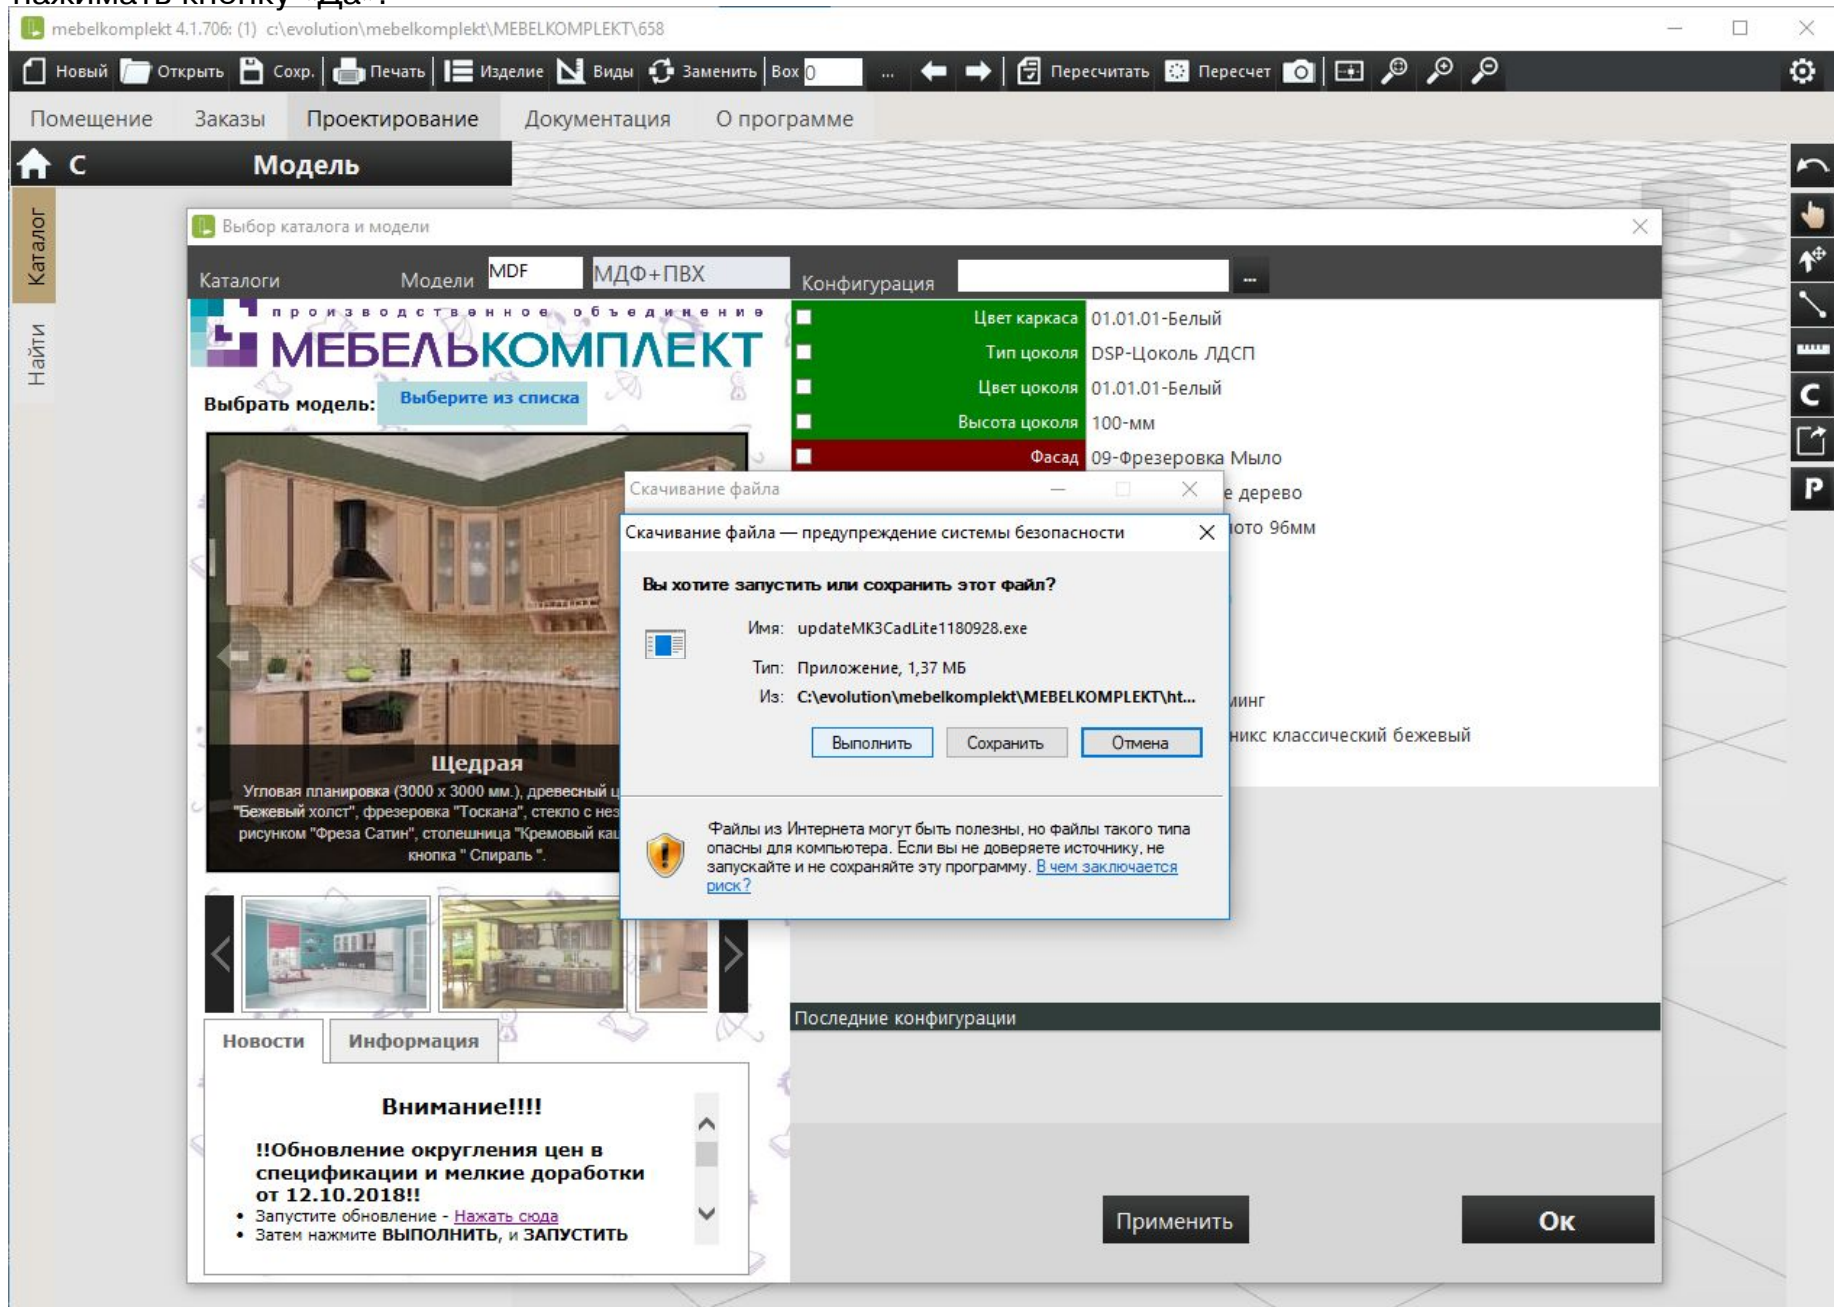 нажимать кнопку «Да».
mebelkomplekt 4.1.706: (1) c:\evolution\mebelkomplekt\MEBELKOMPLEKT\658
Новый Открыть Сохр. Печать Изделие Виды Заменить Box 0 ... Пересчитать Пересчет
Помещение Заказы Проектирование Документация О программе
С Модель
Каталог
Найти
Выбор каталога и модели
Каталоги Модели MDF МДФ+ПВХ Конфигурация ...
производственное объединение
МЕБЕЛЬКОМПЛЕКТ
Выбрать модель: Выберите из списка
Цвет каркаса 01.01.01-Белый
Тип цоколя DSP-Цоколь ЛДСП
Цвет цоколя 01.01.01-Белый
Высота цоколя 100-мм
Фасад 09-Фрезеровка Мыло
е дерево
лото 96мм
минг
никс классический бежевый
Скачивание файла
Скачивание файла — предупреждение системы безопасности
Вы хотите запустить или сохранить этот файл?
Имя: updateMK3CadLite1180928.exe
Тип: Приложение, 1,37 МБ
Из: C:\evolution\mebelkomplekt\MEBELKOMPLEKT\ht...
Выполнить Сохранить Отмена
Файлы из Интернета могут быть полезны, но файлы такого типа
опасны для компьютера. Если вы не доверяете источнику, не
запускайте и не сохраняйте эту программу. В чем заключается
риск?
Щедрая
Угловая планировка (3000 x 3000 мм.), древесный ц
"Бежевый холст", фрезеровка "Тоскана", стекло с нез
рисунком "Фреза Сатин", столешница "Кремовый каш
кнопка " Спираль ".
Новости Информация
Внимание!!!!
!!Обновление округления цен в
спецификации и мелкие доработки
от 12.10.2018!!
• Запустите обновление - Нажать сюда
• Затем нажмите ВЫПОЛНИТЬ, и ЗАПУСТИТЬ
Последние конфигурации
Применить Ок
C
P